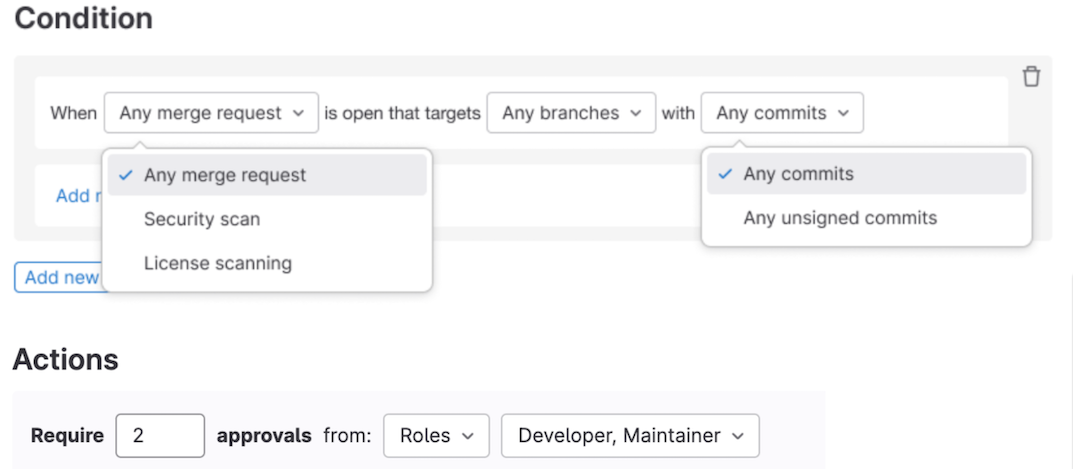 Condition
When Any merge request is open that targets Any branches with Any commits
Any merge request
Any commits
Add
Security scan
Any unsigned commits
License scanning
Add new
Actions
Require 2 approvals from: Roles Developer, Maintainer